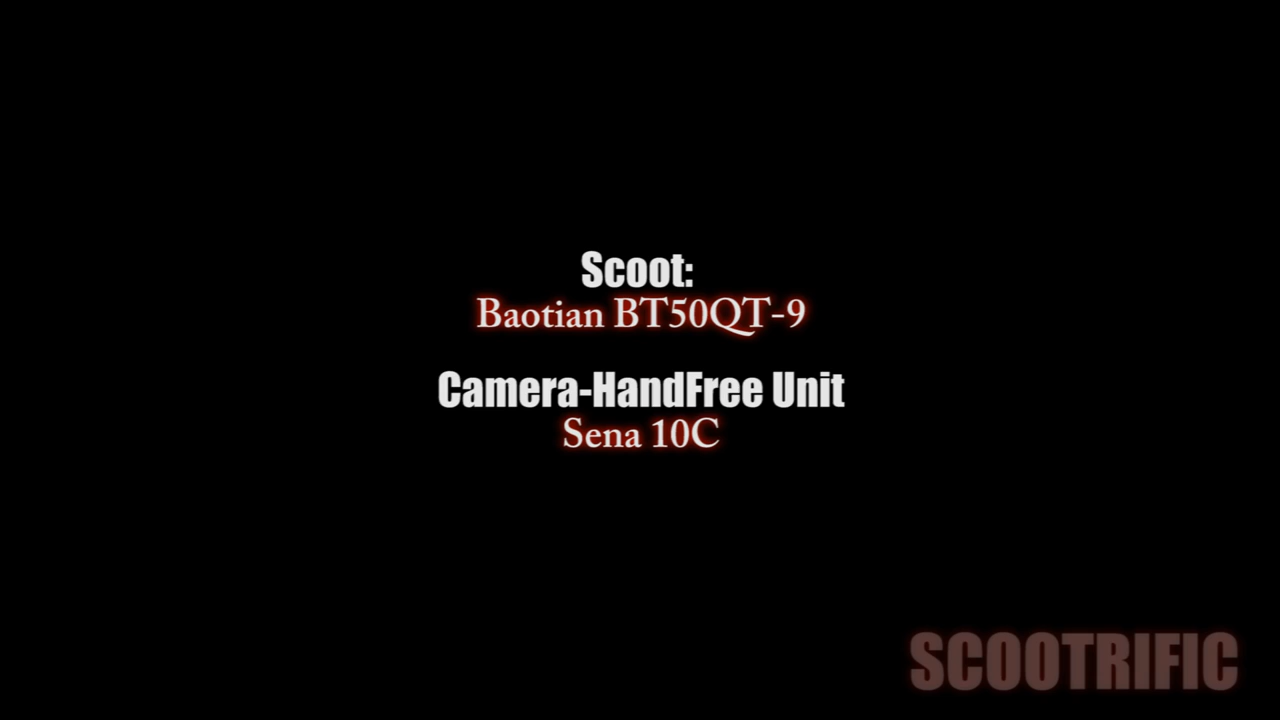 Scoot:
Baotian BT50QT-9
Camera-HandFree Unit
Sena 10C
SCOOTRIFIC